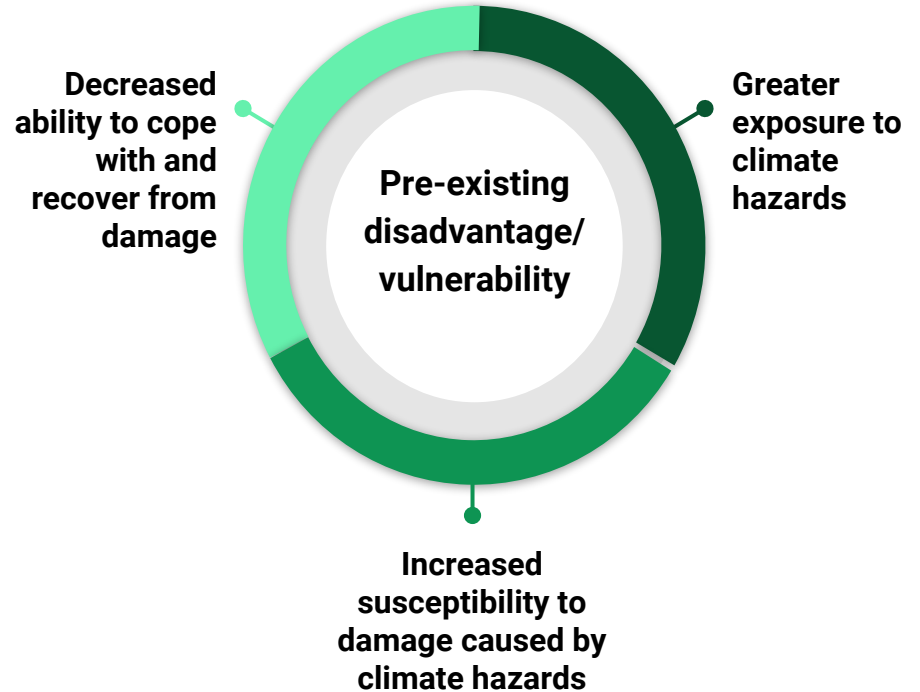 Decreased
ability to cope
with and
recover from
damage
Pre-existing
disadvantage/
vulnerability
Greater
exposure to
climate
hazards
Increased
susceptibility to
damage caused by
climate hazards